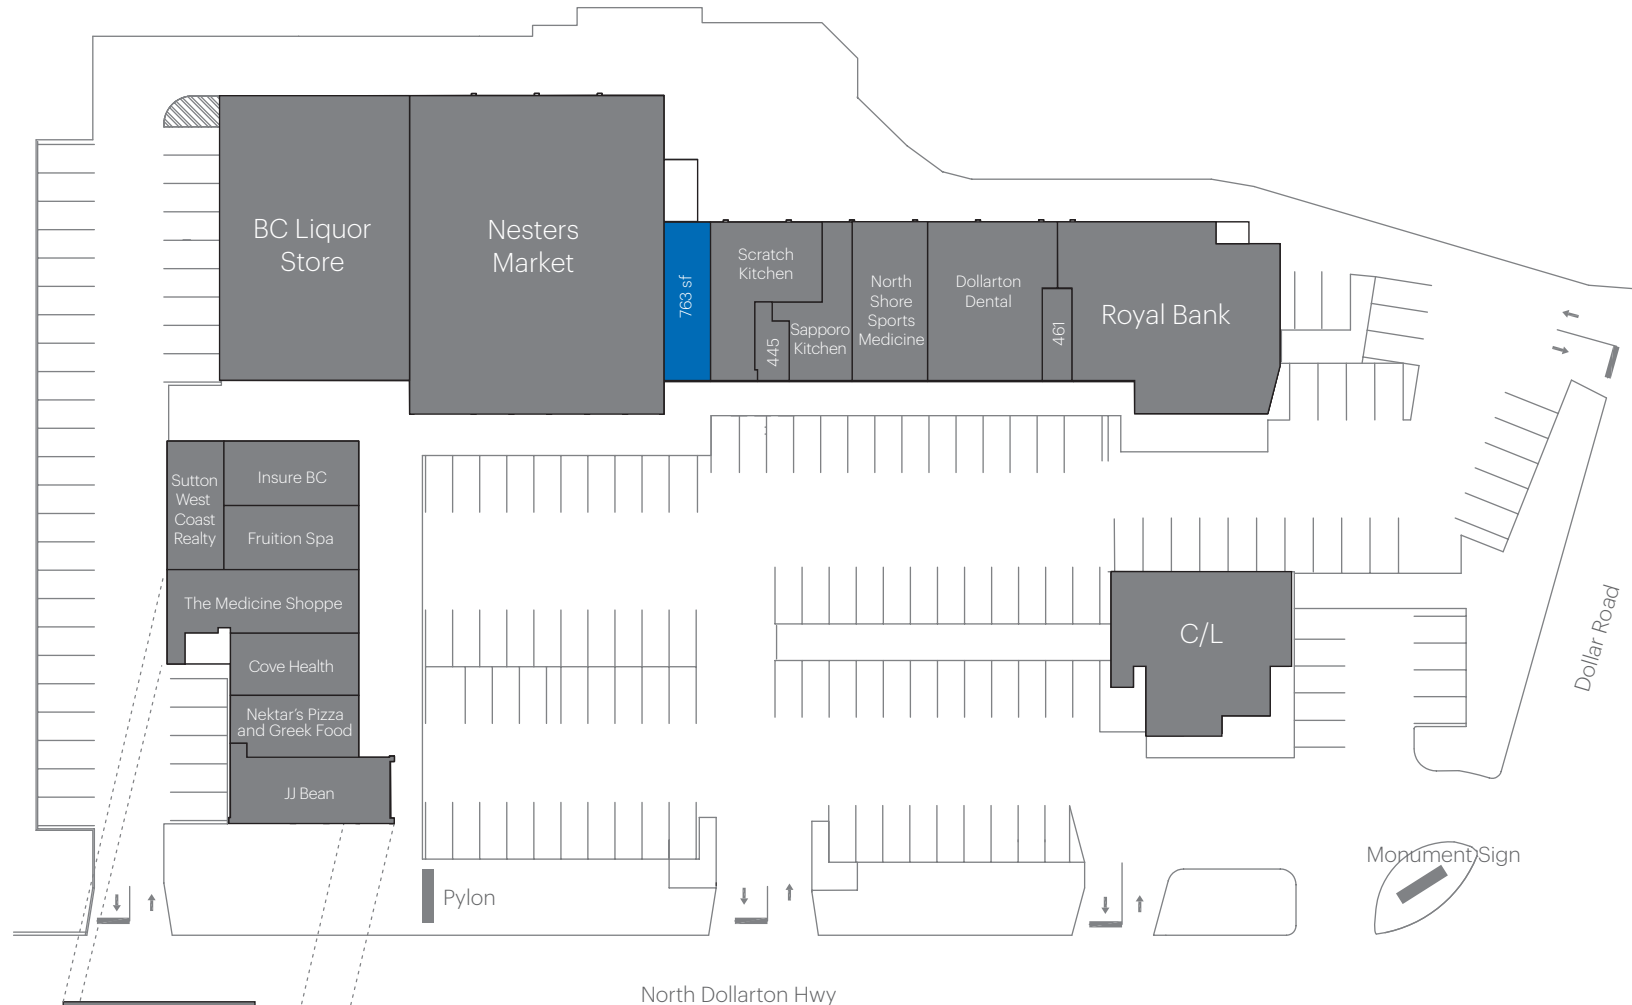 BC Liquor
Store
Nesters
Market
763 sf
Scratch
Kitchen
445
Sapporo
Kitchen
North
Shore
Sports
Medicine
Dollarton
Dental
461
Royal Bank
Sutton
West
Coast
Realty
Insure BC
Fruition Spa
The Medicine Shoppe
Cove Health
Nektar's Pizza
and Greek Food
JJ Bean
C/L
Dollar Road
Monument Sign
Pylon
North Dollarton Hwy